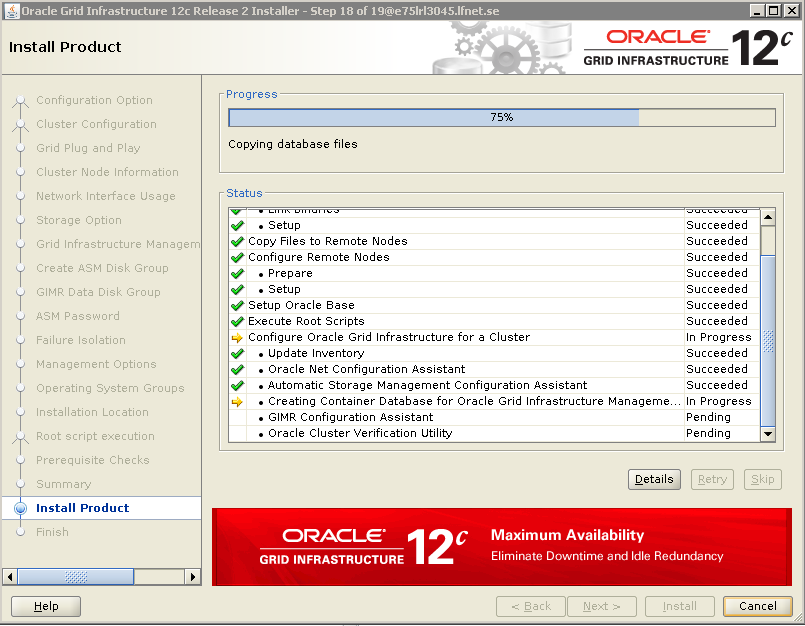 Oracle Grid Infrastructure 12c Release 2 Installer - Step 18 of 19@e75lrl3045.lfnet.se
Install Product
ORACLE
GRID INFRASTRUCTURE
12c
Configuration Option
Cluster Configuration
Grid Plug and Play
Cluster Node Information
Network Interface Usage
Storage Option
Grid Infrastructure Managem
Create ASM Disk Group
GIMR Data Disk Group
ASM Password
Failure Isolation
Management Options
Operating System Groups
Installation Location
Root script execution
Prerequisite Checks
Summary
Install Product
Finish
Progress
75%
Copying database files
Status
• Link Binaries Succeeded
• Setup Succeeded
Copy Files to Remote Nodes Succeeded
Configure Remote Nodes Succeeded
• Prepare Succeeded
• Setup Succeeded
Setup Oracle Base Succeeded
Execute Root Scripts Succeeded
Configure Oracle Grid Infrastructure for a Cluster In Progress
• Update Inventory Succeeded
• Oracle Net Configuration Assistant Succeeded
• Automatic Storage Management Configuration Assistant Succeeded
• Creating Container Database for Oracle Grid Infrastructure Manageme... In Progress
• GIMR Configuration Assistant Pending
• Oracle Cluster Verification Utility Pending
Details Retry Skip
ORACLE
GRID INFRASTRUCTURE
12c
Maximum Availability
Eliminate Downtime and Idle Redundancy
Help < Back Next > Install Cancel